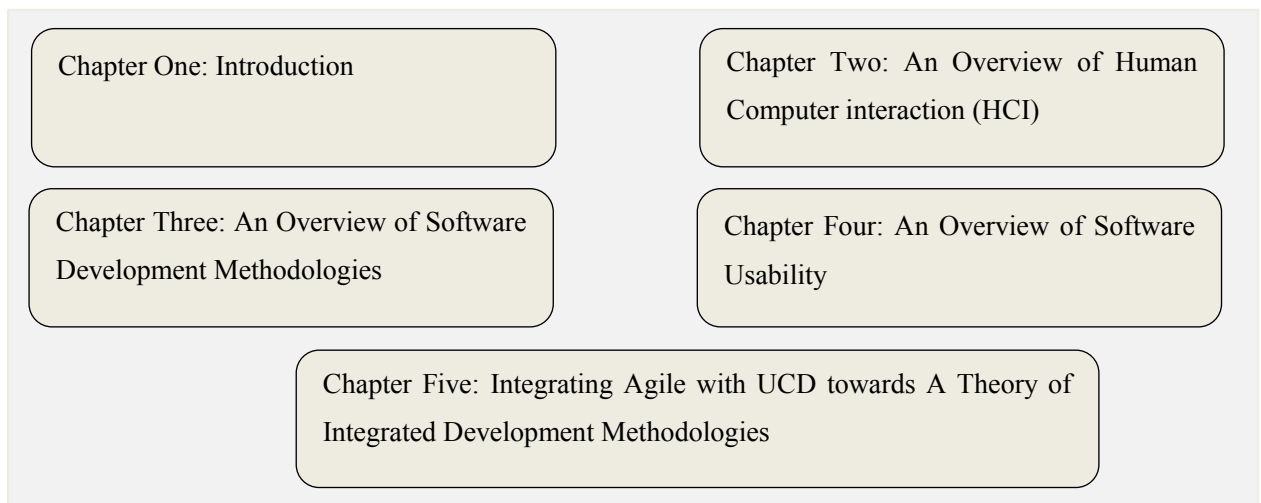 Chapter One: Introduction
Chapter Two: An Overview of Human
Computer interaction (HCI)
Chapter Three: An Overview of Software
Development Methodologies
Chapter Four: An Overview of Software
Usability
Chapter Five: Integrating Agile with UCD towards A Theory of
Integrated Development Methodologies